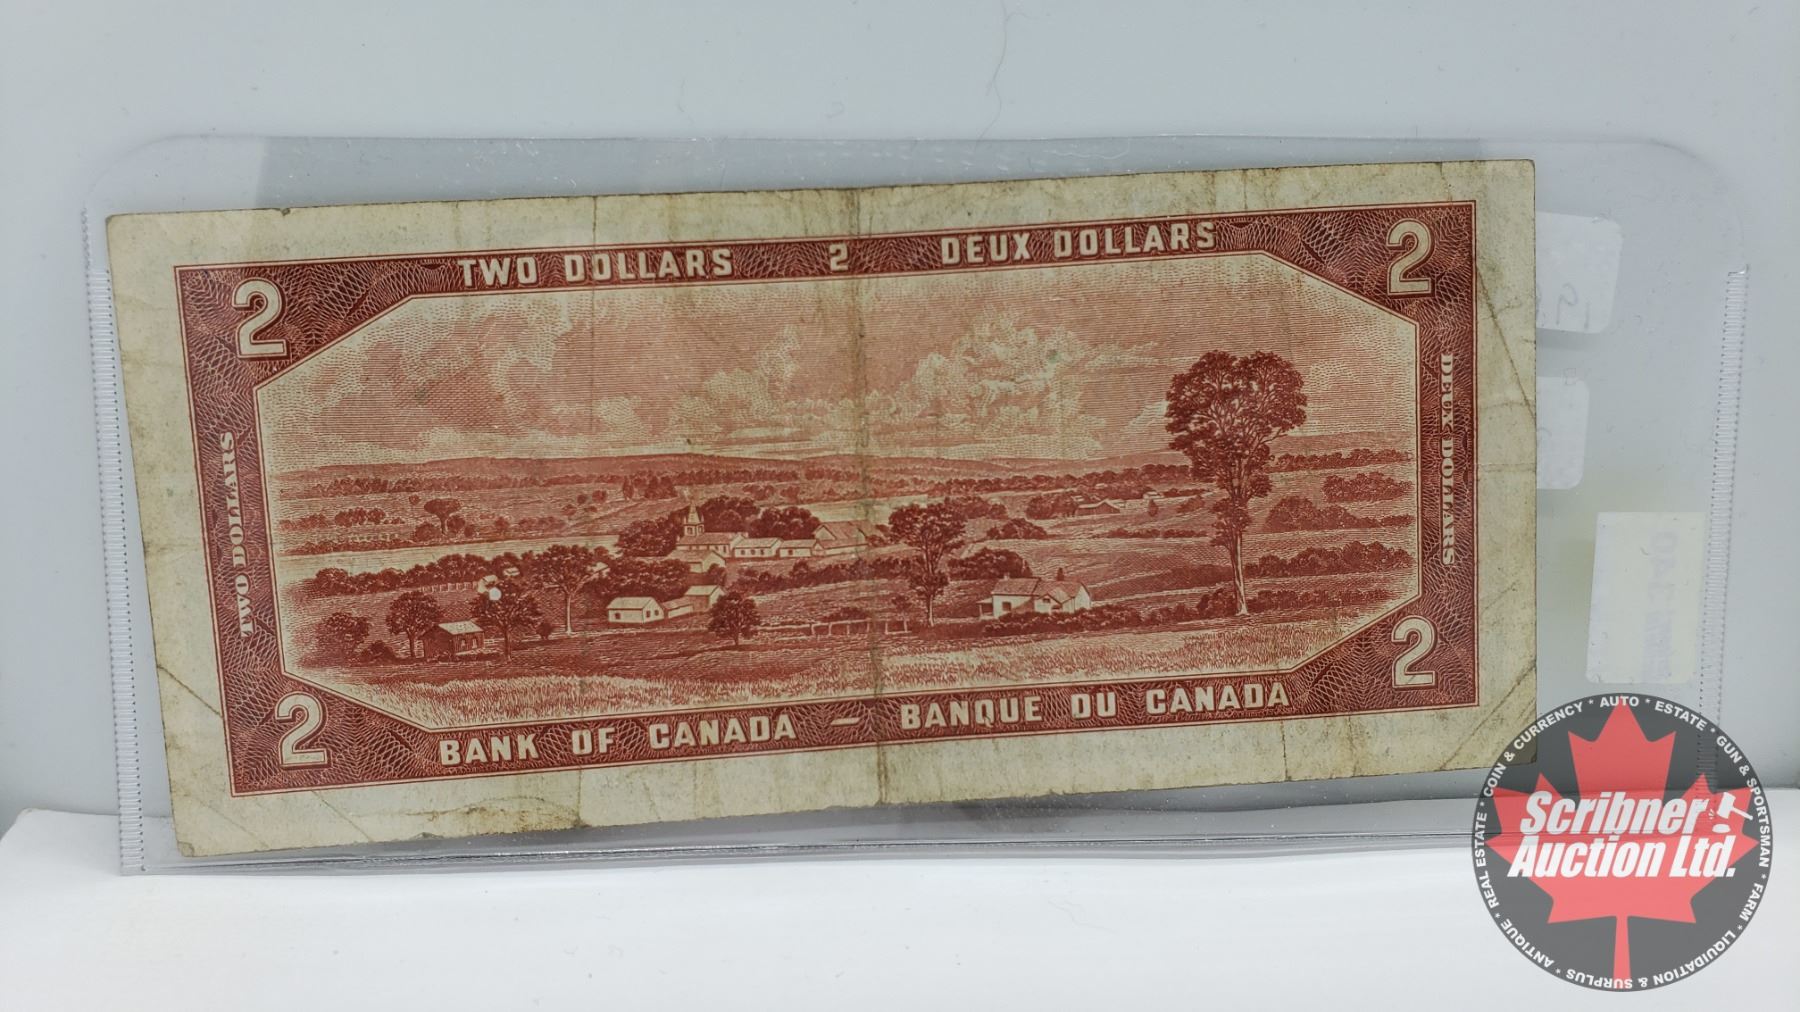 TWO DOLLARS 2 DEUX DOLLARS
2
2
TWO DOLLARS
DEUX DOLLARS
2
2
BANK OF CANADA – BANQUE DU CANADA
Scribner
Auction Ltd.
ANTIQUE * REAL ESTATE * COIN & CURRENCY * AUTO * ESTATE * GUN & SPORTSMAN * FARM * LIQUIDATION & SURPLUS *